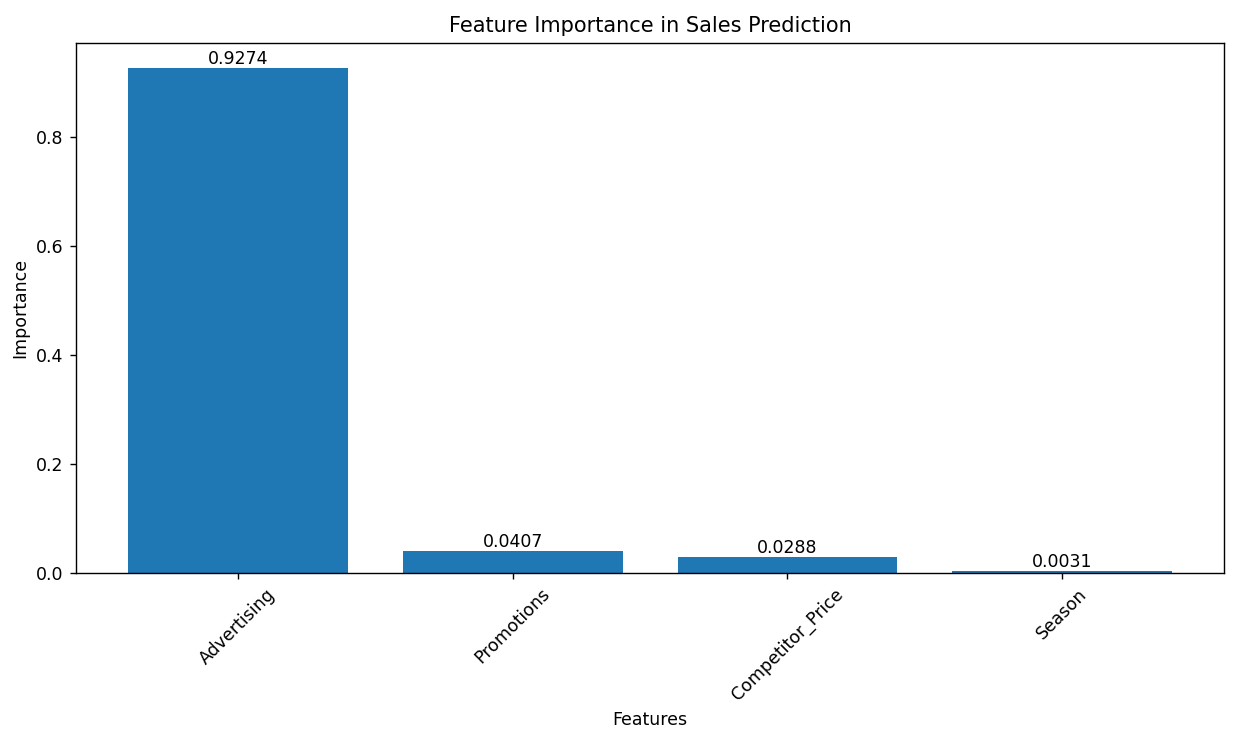 Feature Importance in Sales Prediction
0.9274
0.0407
0.0288
0.0031
0.8
0.6
0.4
0.2
0.0
Importance
Advertising
Promotions
Competitor_Price
Season
Features